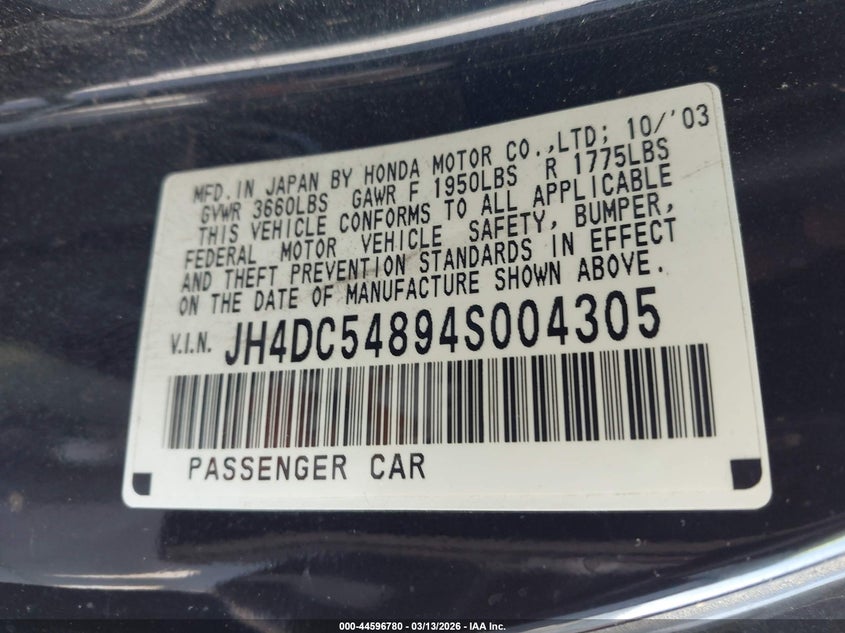 MFD. IN JAPAN BY HONDA MOTOR CO.,LTD; 10/'03
GVWR 3660LBS GAWR F 1950LBS R 1775LBS
THIS VEHICLE CONFORMS TO ALL APPLICABLE
FEDERAL MOTOR VEHICLE SAFETY, BUMPER,
AND THEFT PREVENTION STANDARDS IN EFFECT
ON THE DATE OF MANUFACTURE SHOWN ABOVE.
V.I.N. JH4DC54894S004305
PASSENGER CAR
000-44596780 - 03/13/2026 - IAA Inc.